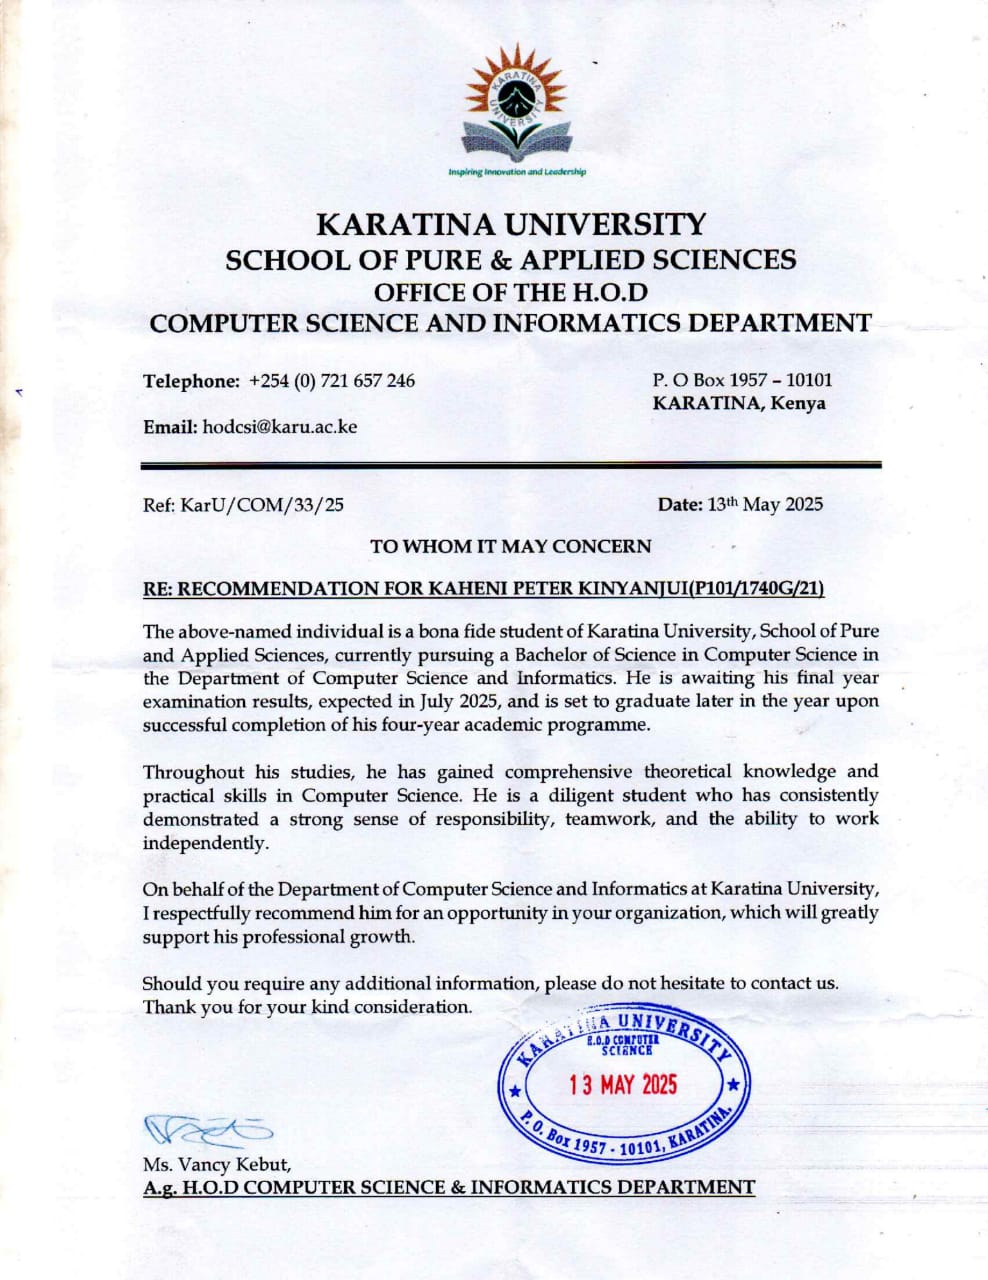 KARATINA
UNIVERSITY
Inspiring Innovation and Leadership
KARATINA UNIVERSITY
SCHOOL OF PURE & APPLIED SCIENCES
OFFICE OF THE H.O.D
COMPUTER SCIENCE AND INFORMATICS DEPARTMENT
Telephone: +254 (0) 721 657 246
P. O Box 1957 – 10101
KARATINA, Kenya
Email: hodcsi@karu.ac.ke
Ref: KarU/COM/33/25
Date: 13th May 2025
TO WHOM IT MAY CONCERN
RE: RECOMMENDATION FOR KAHENI PETER KINYANJUI(P101/1740G/21)
The above-named individual is a bona fide student of Karatina University, School of Pure
and Applied Sciences, currently pursuing a Bachelor of Science in Computer Science in
the Department of Computer Science and Informatics. He is awaiting his final year
examination results, expected in July 2025, and is set to graduate later in the year upon
successful completion of his four-year academic programme.
Throughout his studies, he has gained comprehensive theoretical knowledge and
practical skills in Computer Science. He is a diligent student who has consistently
demonstrated a strong sense of responsibility, teamwork, and the ability to work
independently.
On behalf of the Department of Computer Science and Informatics at Karatina University,
I respectfully recommend him for an opportunity in your organization, which will greatly
support his professional growth.
Should you require any additional information, please do not hesitate to contact us.
Thank you for your kind consideration.
KARATINA UNIVERSITY
H.O.D COMPUTER
SCIENCE
13 MAY 2025
P. O. Box 1957 - 10101, KARATINA.
Ms. Vancy Kebut,
A.g. H.O.D COMPUTER SCIENCE & INFORMATICS DEPARTMENT